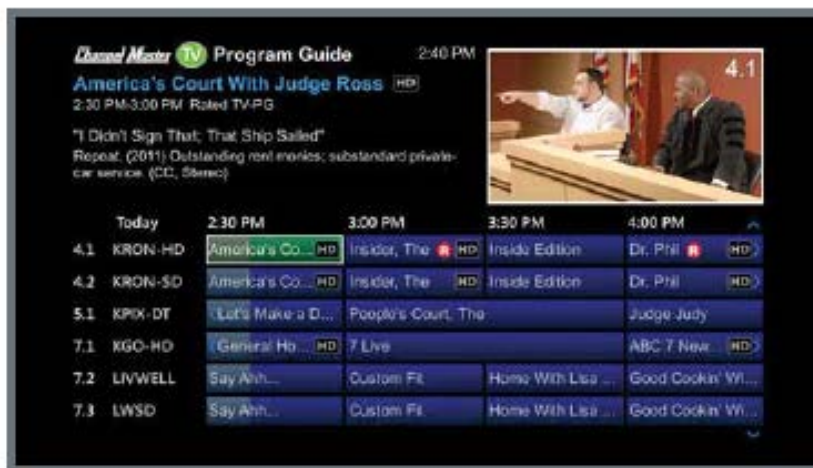 Channel Master TV Program Guide 2:40 PM
4.1
America's Court With Judge Ross HD
2:30 PM-3:00 PM Rated TV-PG
"I Didn't Sign That; That Ship Sailed"
Repeat. (2011) Outstanding rent monies; substandard private-
car service. (CC, Stereo)
Today 2:30 PM 3:00 PM 3:30 PM 4:00 PM
4.1 KRON-HD America's Co... HD Insider, The R HD Inside Edition Dr. Phil R HD
4.2 KRON-SD America's Co... HD Insider, The HD Inside Edition Dr. Phil HD
5.1 KPIX-DT Let's Make a D... People's Court, The Judge Judy
7.1 KGO-HD General Ho... HD 7 Live ABC 7 New... HD
7.2 LIVWELL Say Ahh... Custom Fit Home With Lisa ... Good Cookin' Wi...
7.3 LWSD Say Ahh... Custom Fit Home With Lisa ... Good Cookin' Wi...